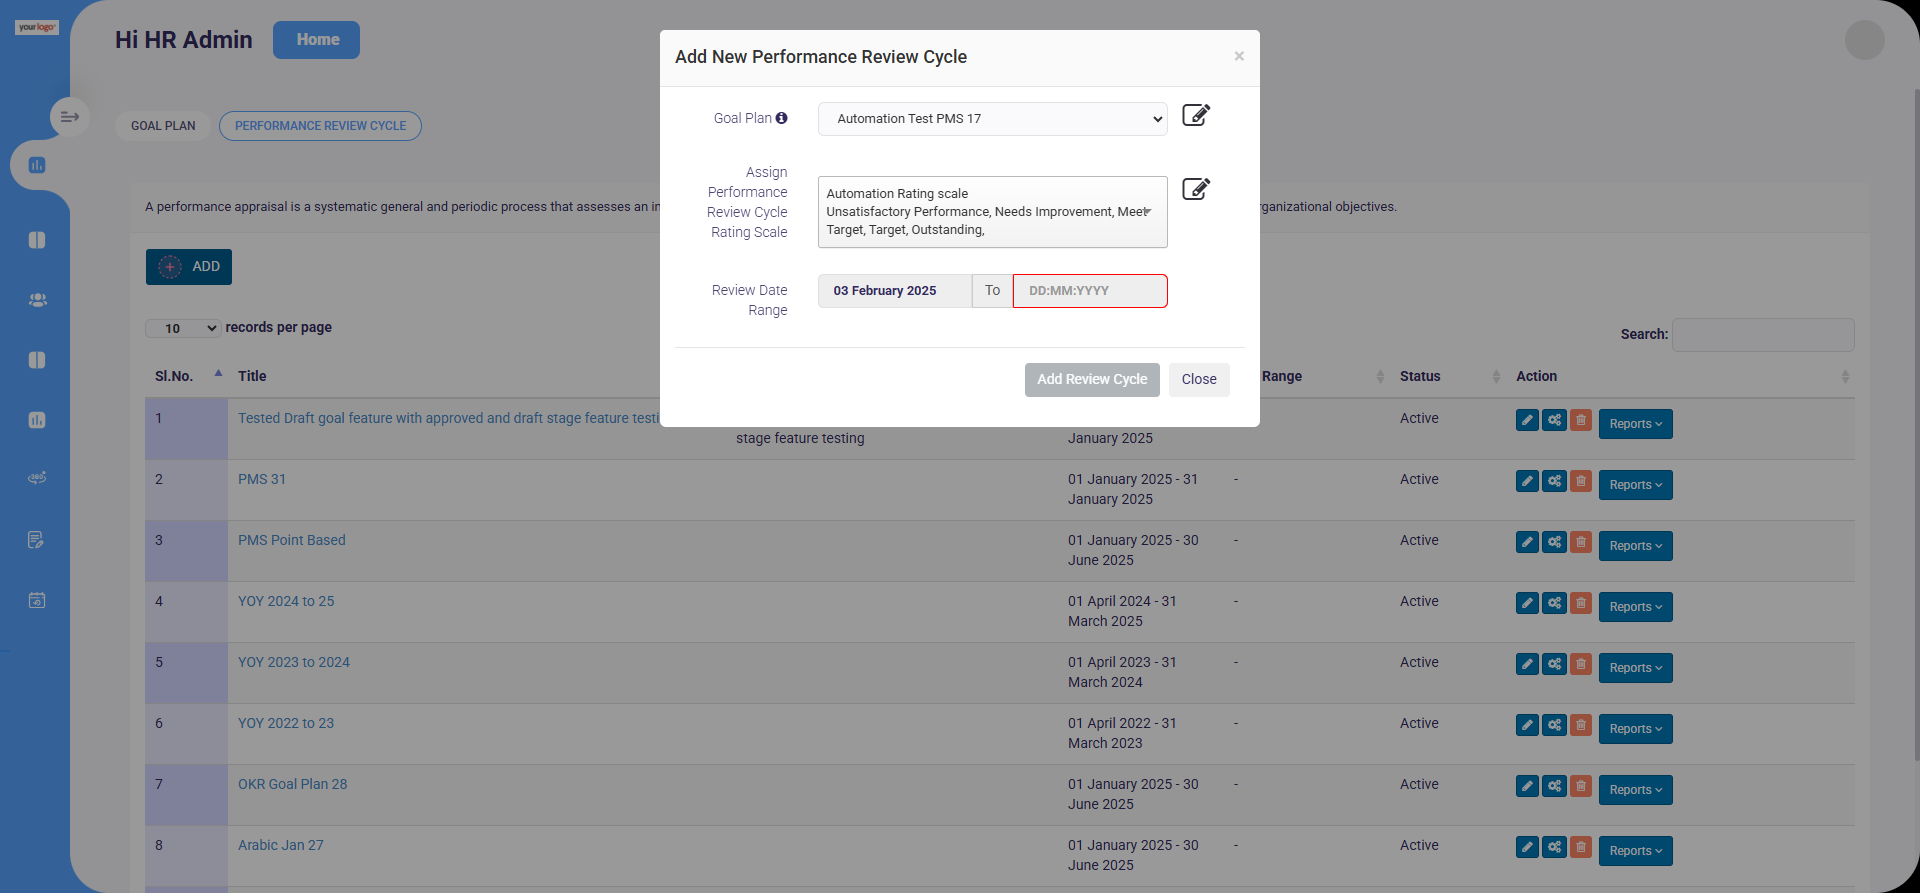 yourlogo
Hi HR Admin
Home
GOAL PLAN
PERFORMANCE REVIEW CYCLE
A performance appraisal is a systematic general and periodic process that assesses an in
rganizational objectives.
ADD
10 records per page
Search:
Sl.No. Title Range Status Action
1 Tested Draft goal feature with approved and draft stage feature testi Active Reports
stage feature testing January 2025
2 PMS 31 01 January 2025 - 31 - Active Reports
January 2025
3 PMS Point Based 01 January 2025 - 30 - Active Reports
June 2025
4 YOY 2024 to 25 01 April 2024 - 31 - Active Reports
March 2025
5 YOY 2023 to 2024 01 April 2023 - 31 - Active Reports
March 2024
6 YOY 2022 to 23 01 April 2022 - 31 - Active Reports
March 2023
7 OKR Goal Plan 28 01 January 2025 - 30 - Active Reports
June 2025
8 Arabic Jan 27 01 January 2025 - 30 - Active Reports
June 2025
Add New Performance Review Cycle ×
Goal Plan Automation Test PMS 17
Assign
Performance
Review Cycle
Rating Scale
Automation Rating scale
Unsatisfactory Performance, Needs Improvement, Meet
Target, Target, Outstanding,
Review Date
Range
03 February 2025 To DD:MM:YYYY
Add Review Cycle Close
360°